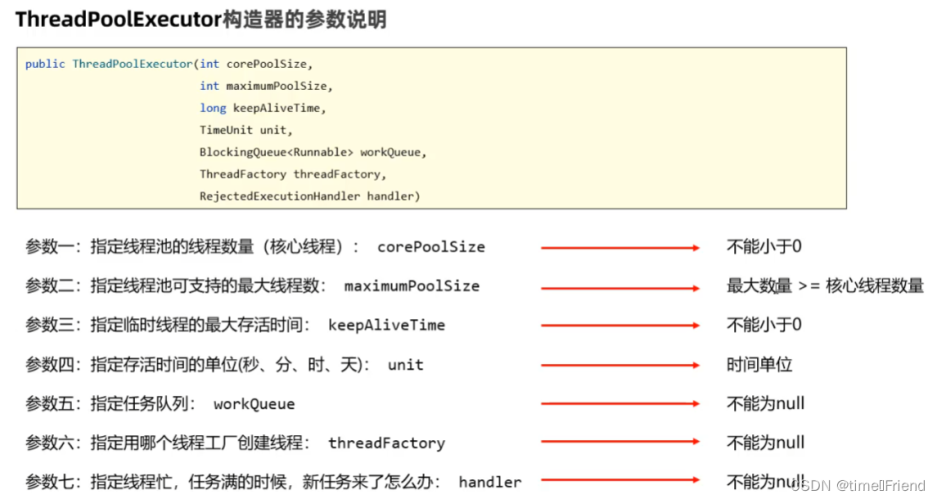 ThreadPoolExecutor构造器的参数说明
public ThreadPoolExecutor(int corePoolSize,
int maximumPoolSize,
long keepAliveTime,
TimeUnit unit,
BlockingQueue<Runnable> workQueue,
ThreadFactory threadFactory,
RejectedExecutionHandler handler)
参数一：指定线程池的线程数量（核心线程）： corePoolSize 不能小于0
参数二：指定线程池可支持的最大线程数： maximumPoolSize 最大数量 >= 核心线程数量
参数三：指定临时线程的最大存活时间： keepAliveTime 不能小于0
参数四：指定存活时间的单位(秒、分、时、天)： unit 时间单位
参数五：指定任务队列： workQueue 不能为null
参数六：指定用哪个线程工厂创建线程： threadFactory 不能为null
参数七：指定线程忙，任务满的时候，新任务来了怎么办： handler 不能为null
CSDN @time▯Friend